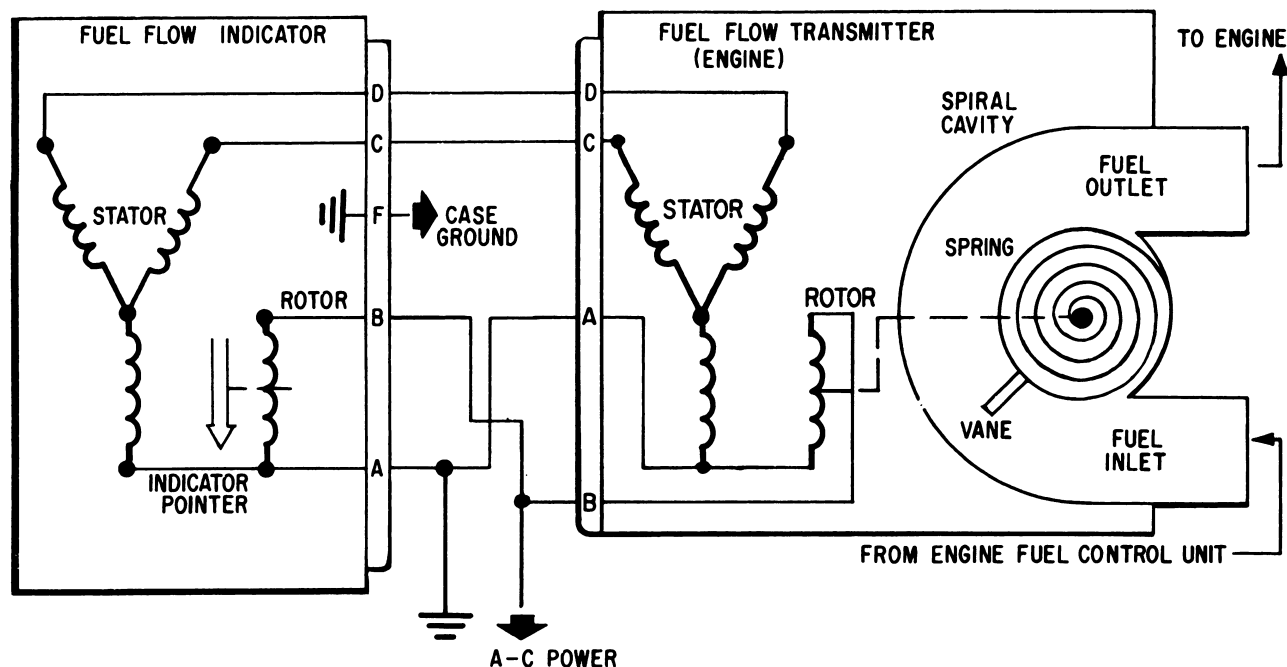 FUEL FLOW INDICATOR
D
C
STATOR
F
CASE
GROUND
ROTOR
B
A
INDICATOR
POINTER
FUEL FLOW TRANSMITTER
(ENGINE)
D
C
STATOR
A
ROTOR
B
SPIRAL
CAVITY
TO ENGINE
FUEL
OUTLET
SPRING
VANE
FUEL
INLET
FROM ENGINE FUEL CONTROL UNIT
A-C POWER